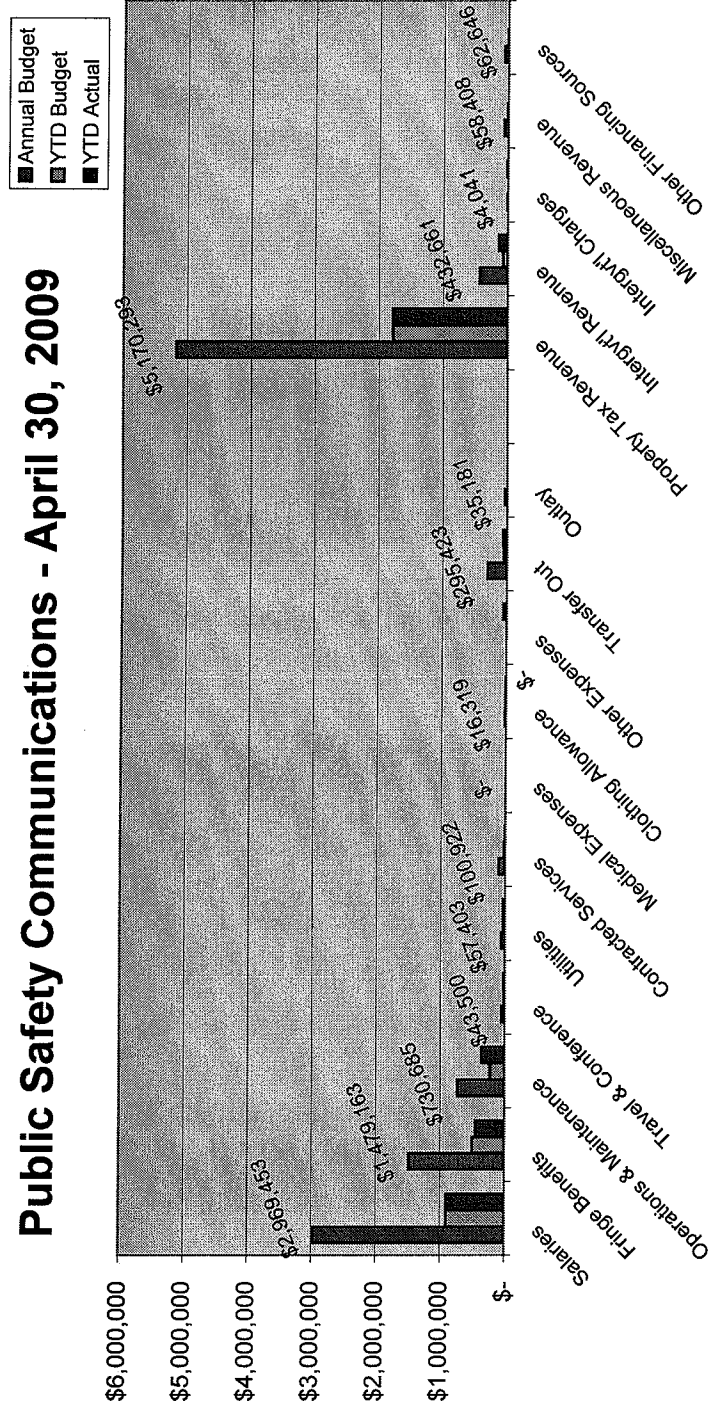 Public Safety Communications - April 30, 2009
Annual Budget
YTD Budget
YTD Actual
$6,000,000
$5,000,000
$4,000,000
$3,000,000
$2,000,000
$1,000,000
$-
$2,969,453
$1,479,163
$730,685
$43,500
$57,403
$100,922
$-
$16,319
$-
$295,423
$35,181
$5,170,293
$432,661
$4,041
$58,408
$62,646
Salaries
Fringe Benefits
Operations & Maintenance
Travel & Conference
Utilities
Contracted Services
Medical Expenses
Clothing Allowance
Other Expenses
Transfer Out
Outlay
Property Tax Revenue
Intergvt'l Revenue
Intergvt'l Charges
Miscellaneous Revenue
Other Financing Sources